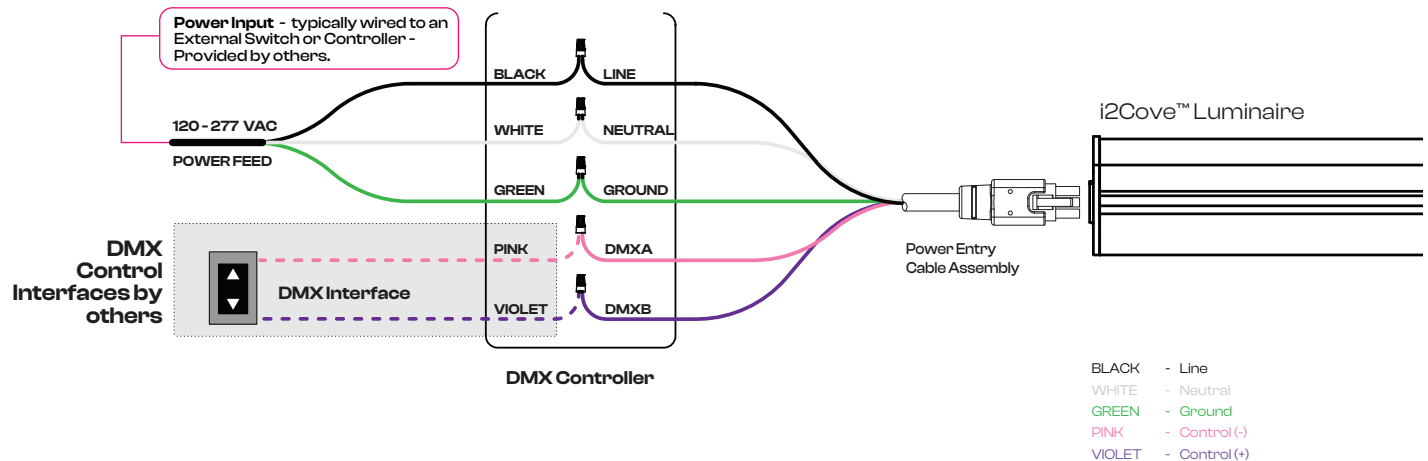 Power Input - typically wired to an
External Switch or Controller -
Provided by others.
BLACK
LINE
120 - 277 VAC
POWER FEED
WHITE
NEUTRAL
GREEN
GROUND
DMX
Control
Interfaces by
others
DMX Interface
PINK
DMXA
VIOLET
DMXB
DMX Controller
Power Entry
Cable Assembly
i2Cove™ Luminaire
BLACK - Line
WHITE - Neutral
GREEN - Ground
PINK - Control (-)
VIOLET - Control (+)